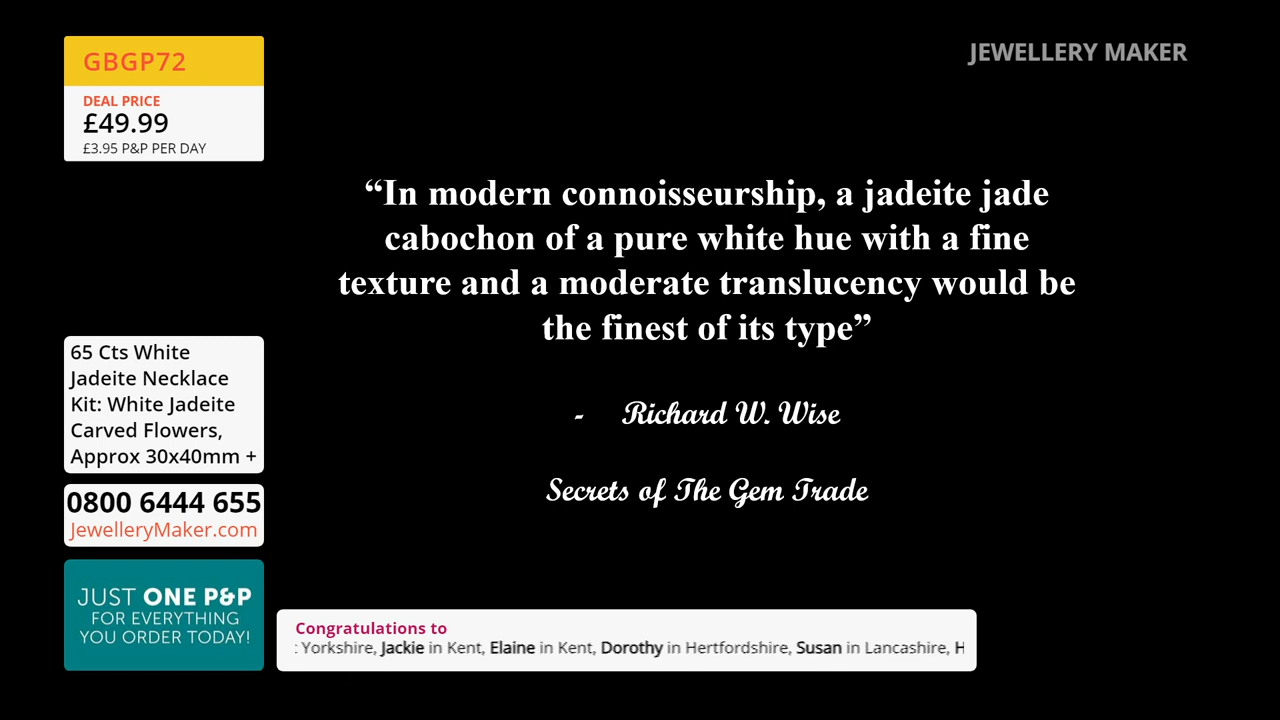 GBGP72
DEAL PRICE
£49.99
£3.95 P&P PER DAY
JEWELLERY MAKER
“In modern connoisseurship, a jadeite jade
cabochon of a pure white hue with a fine
texture and a moderate translucency would be
the finest of its type”
- Richard W. Wise
Secrets of The Gem Trade
65 Cts White
Jadeite Necklace
Kit: White Jadeite
Carved Flowers,
Approx 30x40mm +
0800 6444 655
JewelleryMaker.com
JUST ONE P&P
FOR EVERYTHING
YOU ORDER TODAY!
Congratulations to
Yorkshire, Jackie in Kent, Elaine in Kent, Dorothy in Hertfordshire, Susan in Lancashire, H